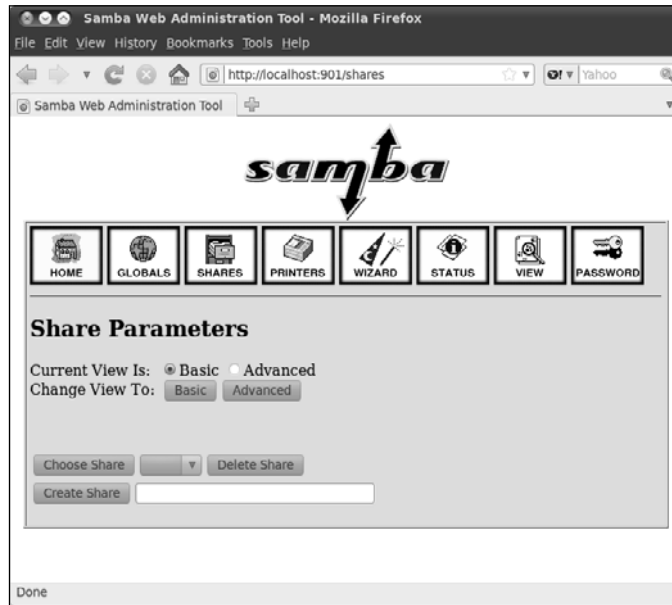 Samba Web Administration Tool - Mozilla Firefox
File Edit View History Bookmarks Tools Help
http://localhost:901/shares Yahoo
Samba Web Administration Tool
samba
HOME GLOBALS SHARES PRINTERS WIZARD STATUS VIEW PASSWORD
Share Parameters
Current View Is: Basic Advanced
Change View To: Basic Advanced
Choose Share Delete Share
Create Share
Done